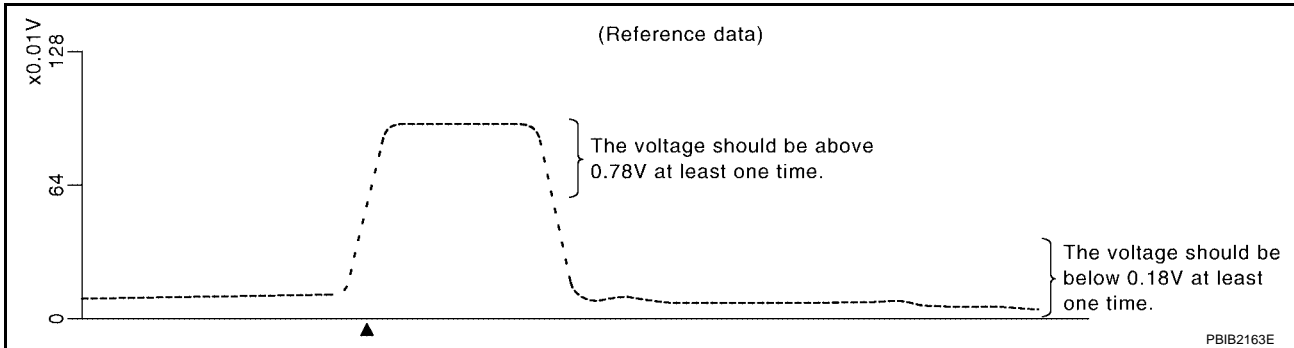 (Reference data)
x0.01V
128
64
0
The voltage should be above
0.78V at least one time.
The voltage should be
below 0.18V at least
one time.
PBIB2163E